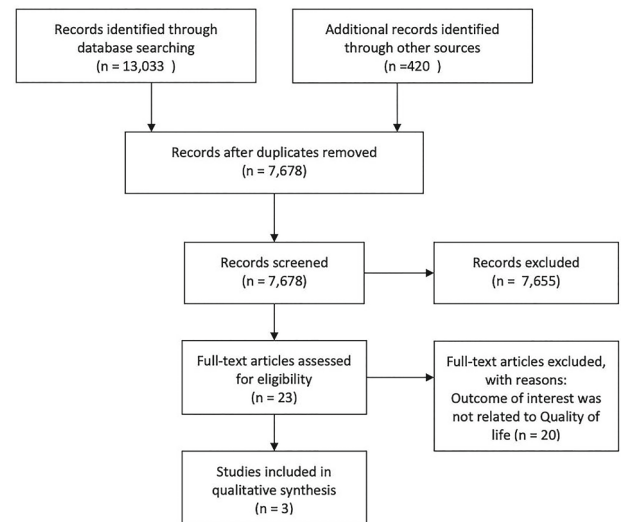 Records identified through
database searching
(n = 13,033  )
Additional records identified
through other sources
(n =420  )
Records after duplicates removed
(n = 7,678)
Records screened
(n = 7,678)
Records excluded
(n =  7,655)
Full-text articles assessed
for eligibility
(n = 23)
Full-text articles excluded,
with reasons:
Outcome of interest was
not related to Quality of
life (n = 20)
Studies included in
qualitative synthesis
(n = 3)